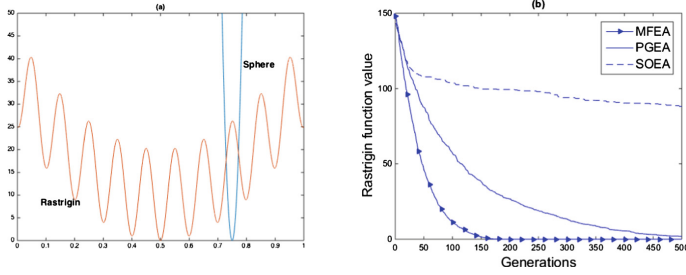 (a)
50
45
40
35
30
25
20
15
10
5
0
Sphere
Rastrigin
0 0.1 0.2 0.3 0.4 0.5 0.6 0.7 0.8 0.9 1
(b)
150
100
50
0
Rastrigin function value
MFEA
PGEA
SOEA
0 50 100 150 200 250 300 350 400 450 500
Generations